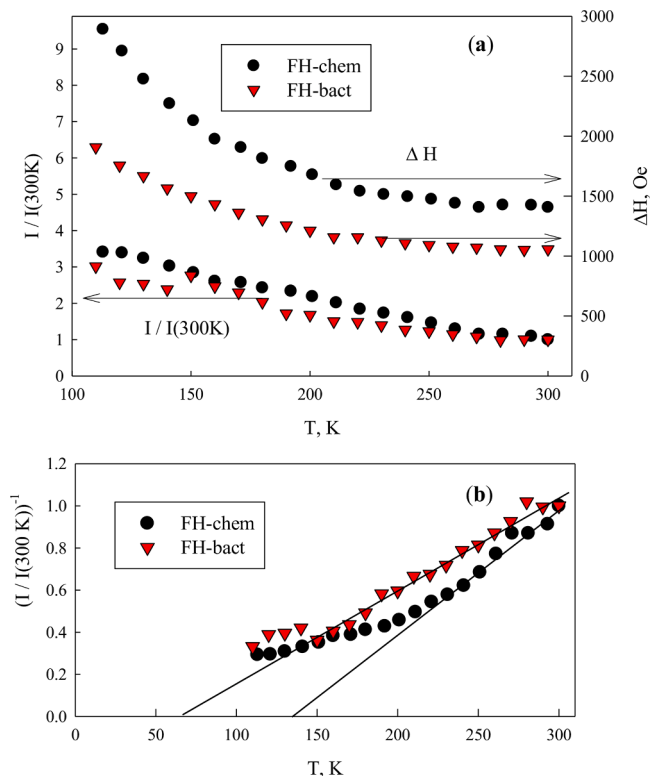 (a)
FH-chem
FH-bact
9
8
7
6
5
4
3
2
1
0
I / I(300K)
3000
2500
2000
1500
1000
500
0
ΔH, Oe
Δ H
I / I(300K)
100 150 200 250 300
T, K
(b)
FH-chem
FH-bact
1.2
1.0
0.8
0.6
0.4
0.2
0.0
(I / I(300 K))⁻¹
0 50 100 150 200 250 300
T, K